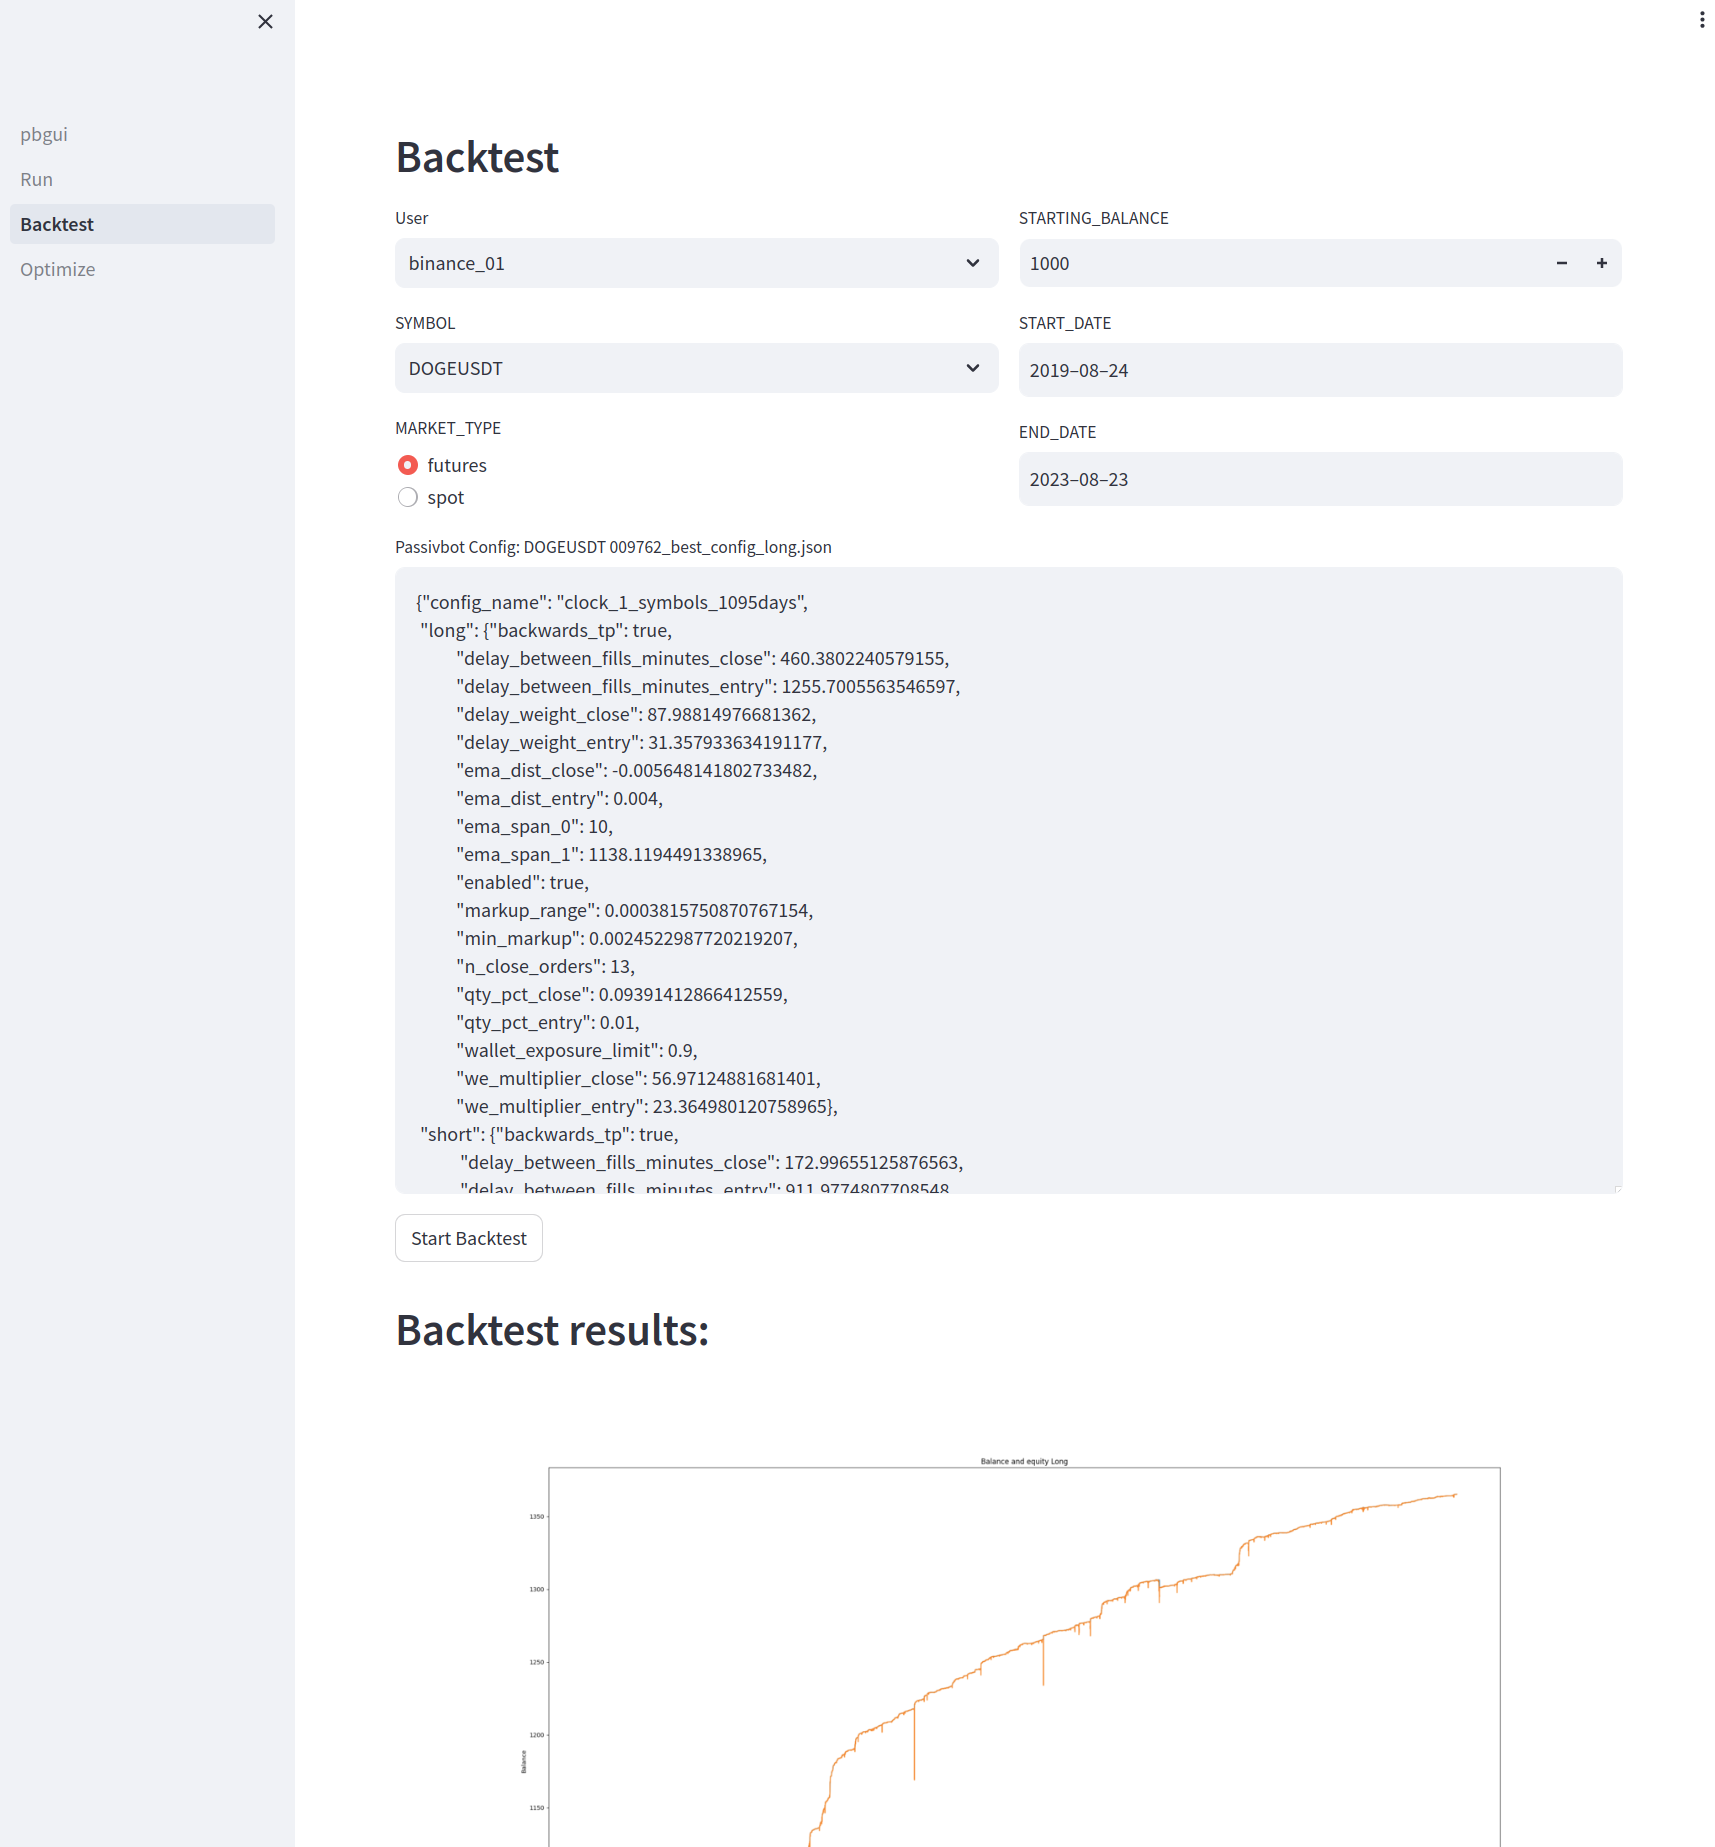 pbgui
Run
Backtest
Optimize
Backtest
User
binance_01
STARTING_BALANCE
1000
SYMBOL
DOGEUSDT
START_DATE
2019–08–24
MARKET_TYPE
futures
spot
END_DATE
2023–08–23
Passivbot Config: DOGEUSDT 009762_best_config_long.json
{"config_name": "clock_1_symbols_1095days",
"long": {"backwards_tp": true,
"delay_between_fills_minutes_close": 460.3802240579155,
"delay_between_fills_minutes_entry": 1255.7005563546597,
"delay_weight_close": 87.98814976681362,
"delay_weight_entry": 31.357933634191177,
"ema_dist_close": -0.005648141802733482,
"ema_dist_entry": 0.004,
"ema_span_0": 10,
"ema_span_1": 1138.1194491338965,
"enabled": true,
"markup_range": 0.0003815750870767154,
"min_markup": 0.0024522987720219207,
"n_close_orders": 13,
"qty_pct_close": 0.09391412866412559,
"qty_pct_entry": 0.01,
"wallet_exposure_limit": 0.9,
"we_multiplier_close": 56.97124881681401,
"we_multiplier_entry": 23.364980120758965},
"short": {"backwards_tp": true,
"delay_between_fills_minutes_close": 172.99655125876563,
"delay_between_fills_minutes_entry": 911.9774807708548,
Start Backtest
Backtest results:
Balance and equity Long
1350
1300
1250
1200
Balance
1150